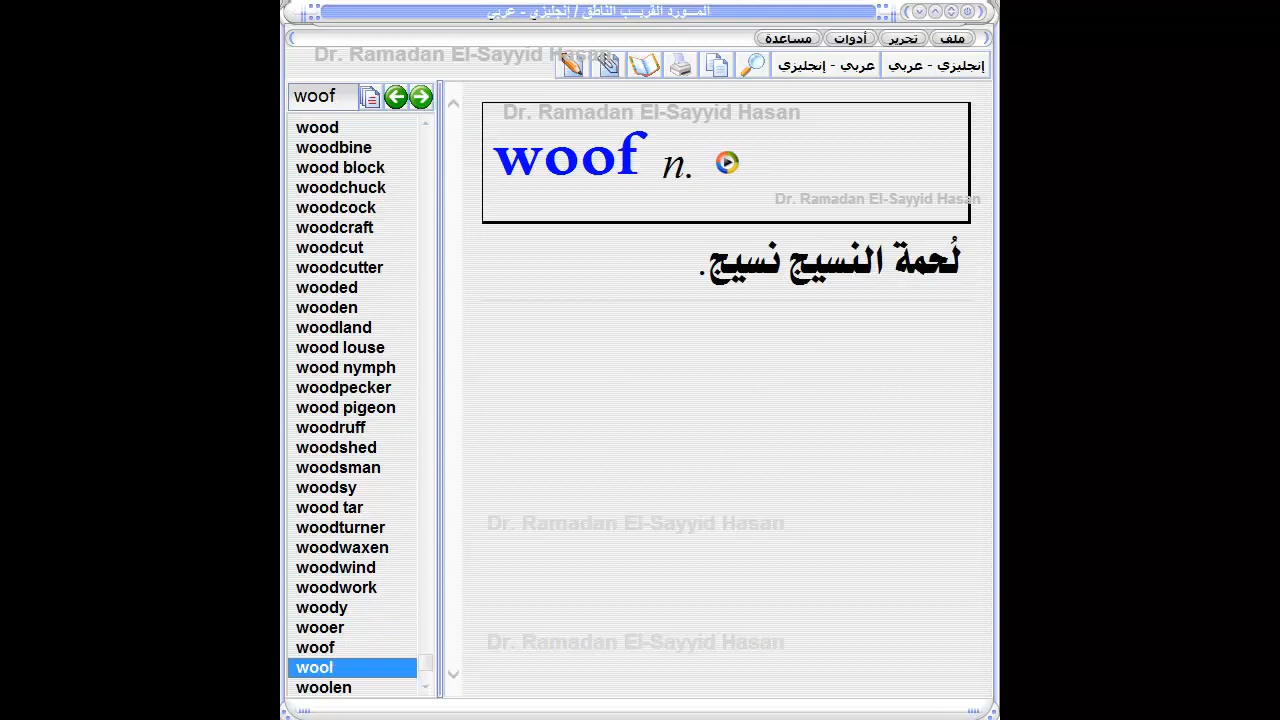 المـــورد القريـــب الناطق / إنجليزي - عربي
ملف تحرير أدوات مساعدة
Dr. Ramadan El-Sayyid Hasan
إنجليزي - عربي عربي - إنجليزي
woof
Dr. Ramadan El-Sayyid Hasan
woof n.
Dr. Ramadan El-Sayyid Hasan
لُحمة النسيج نسيج.
wood
woodbine
wood block
woodchuck
woodcock
woodcraft
woodcut
woodcutter
wooded
wooden
woodland
wood louse
wood nymph
woodpecker
wood pigeon
woodruff
woodshed
woodsman
woodsy
wood tar
woodturner
woodwaxen
woodwind
woodwork
woody
wooer
woof
wool
woolen
Dr. Ramadan El-Sayyid Hasan
Dr. Ramadan El-Sayyid Hasan